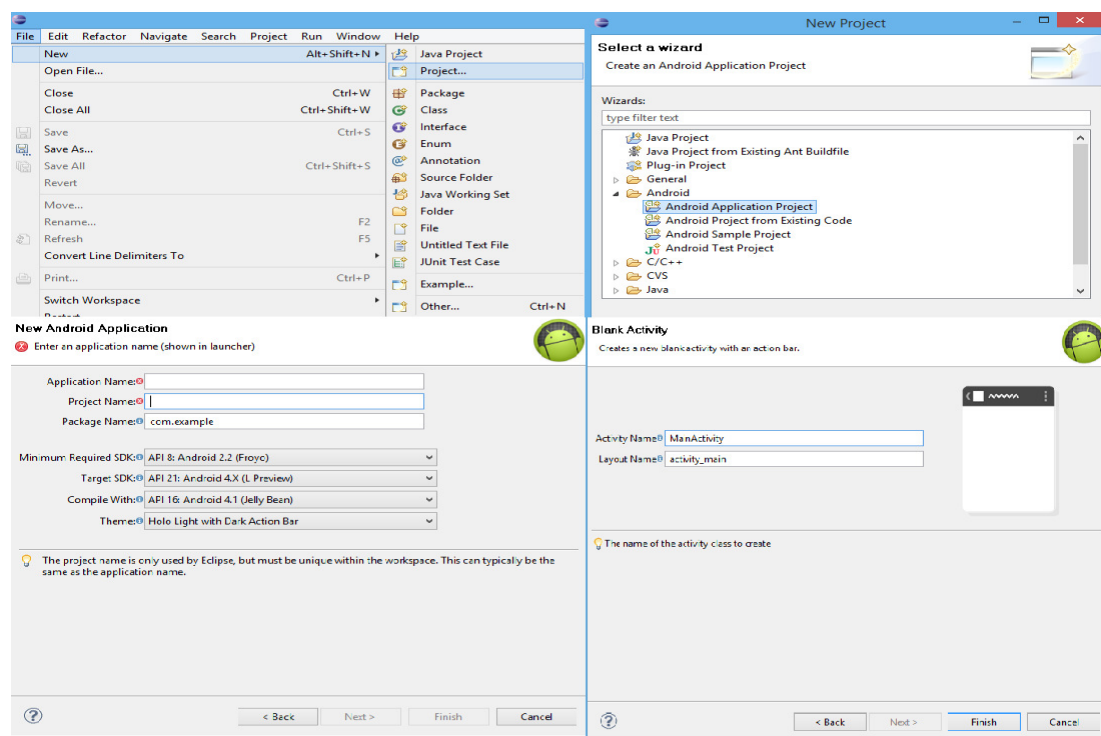 File Edit Refactor Navigate Search Project Run Window Help
New Alt+Shift+N
Open File...
Close Ctrl+W
Close All Ctrl+Shift+W
Save Ctrl+S
Save As...
Save All Ctrl+Shift+S
Revert
Move...
Rename... F2
Refresh F5
Convert Line Delimiters To
Print... Ctrl+P
Switch Workspace
Restart
Java Project
Project...
Package
Class
Interface
Enum
Annotation
Source Folder
Java Working Set
Folder
File
Untitled Text File
JUnit Test Case
Example...
Other... Ctrl+N
New Project
Select a wizard
Create an Android Application Project
Wizards:
type filter text
Java Project
Java Project from Existing Ant Buildfile
Plug-in Project
General
Android
Android Application Project
Android Project from Existing Code
Android Sample Project
Android Test Project
C/C++
CVS
Java
New Android Application
Enter an application name (shown in launcher)
Application Name:
Project Name:
Package Name: com.example
Minimum Required SDK: API 8: Android 2.2 (Froyo)
Target SDK: API 21: Android 4.X (L Preview)
Compile With: API 16: Android 4.1 (Jelly Bean)
Theme: Holo Light with Dark Action Bar
The project name is only used by Eclipse, but must be unique within the workspace. This can typically be the
same as the application name.
< Back Next > Finish Cancel
Blank Activity
Creates a new blank activity with an action bar.
Activity Name MainActivity
Layout Name activity_main
The name of the activity class to create
< Back Next > Finish Cancel